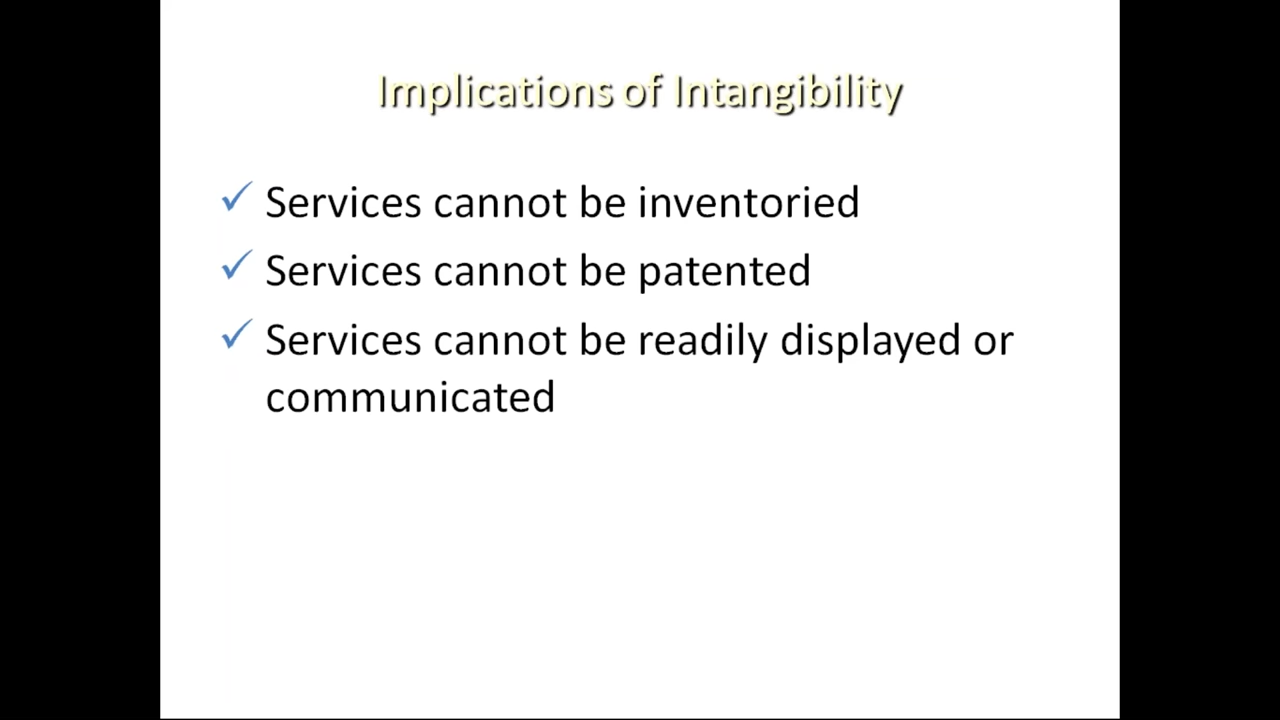 Implications of Intangibility
✓ Services cannot be inventoried
✓ Services cannot be patented
✓ Services cannot be readily displayed or
communicated